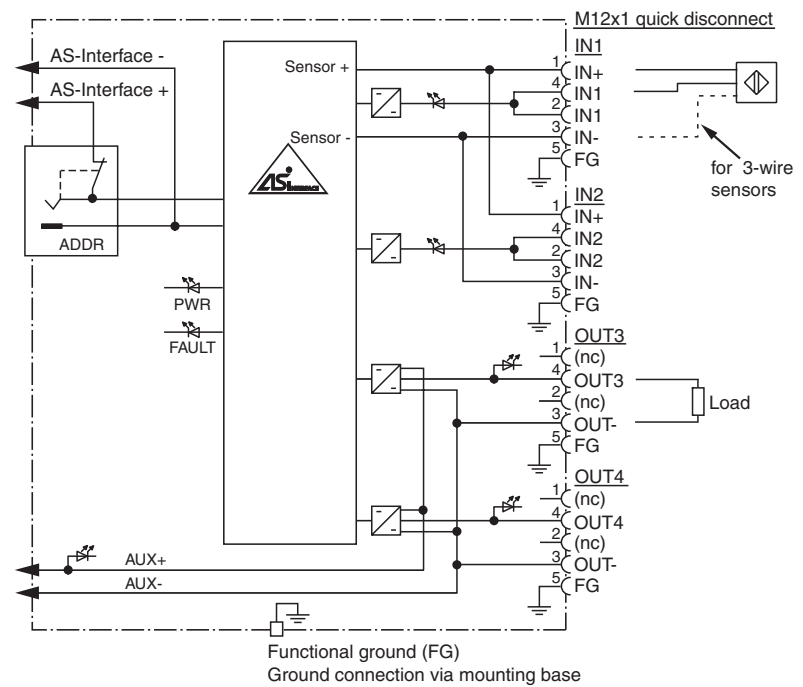 M12x1 quick disconnect
AS-Interface -
AS-Interface +
ADDR
PWR
FAULT
Sensor +
Sensor -
ASi
INTERFACE
IN1
1 IN+
4 IN1
2 IN1
3 IN-
5 FG
for 3-wire
sensors
IN2
1 IN+
4 IN2
2 IN2
3 IN-
5 FG
OUT3
1 (nc)
4 OUT3
2 (nc)
3 OUT-
5 FG
Load
OUT4
1 (nc)
4 OUT4
2 (nc)
3 OUT-
5 FG
AUX+
AUX-
Functional ground (FG)
Ground connection via mounting base